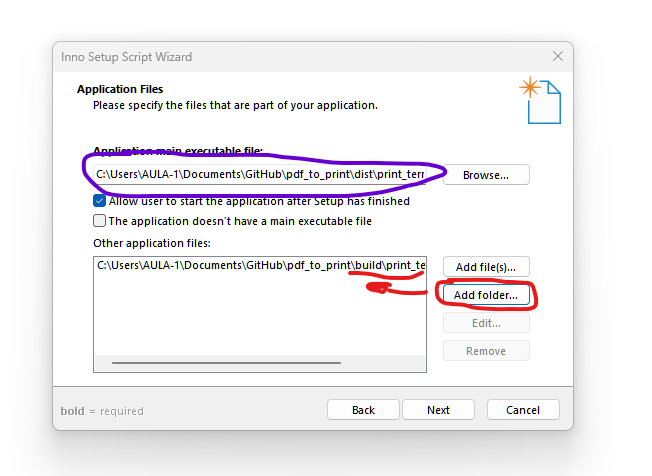 Inno Setup Script Wizard
Application Files
Please specify the files that are part of your application.
Application main executable file:
C:\Users\AULA-1\Documents\GitHub\pdf_to_print\dist\print_terr
Browse...
Allow user to start the application after Setup has finished
The application doesn't have a main executable file
Other application files:
C:\Users\AULA-1\Documents\GitHub\pdf_to_print\build\print_te
Add file(s)...
Add folder...
Edit...
Remove
bold = required
Back
Next
Cancel